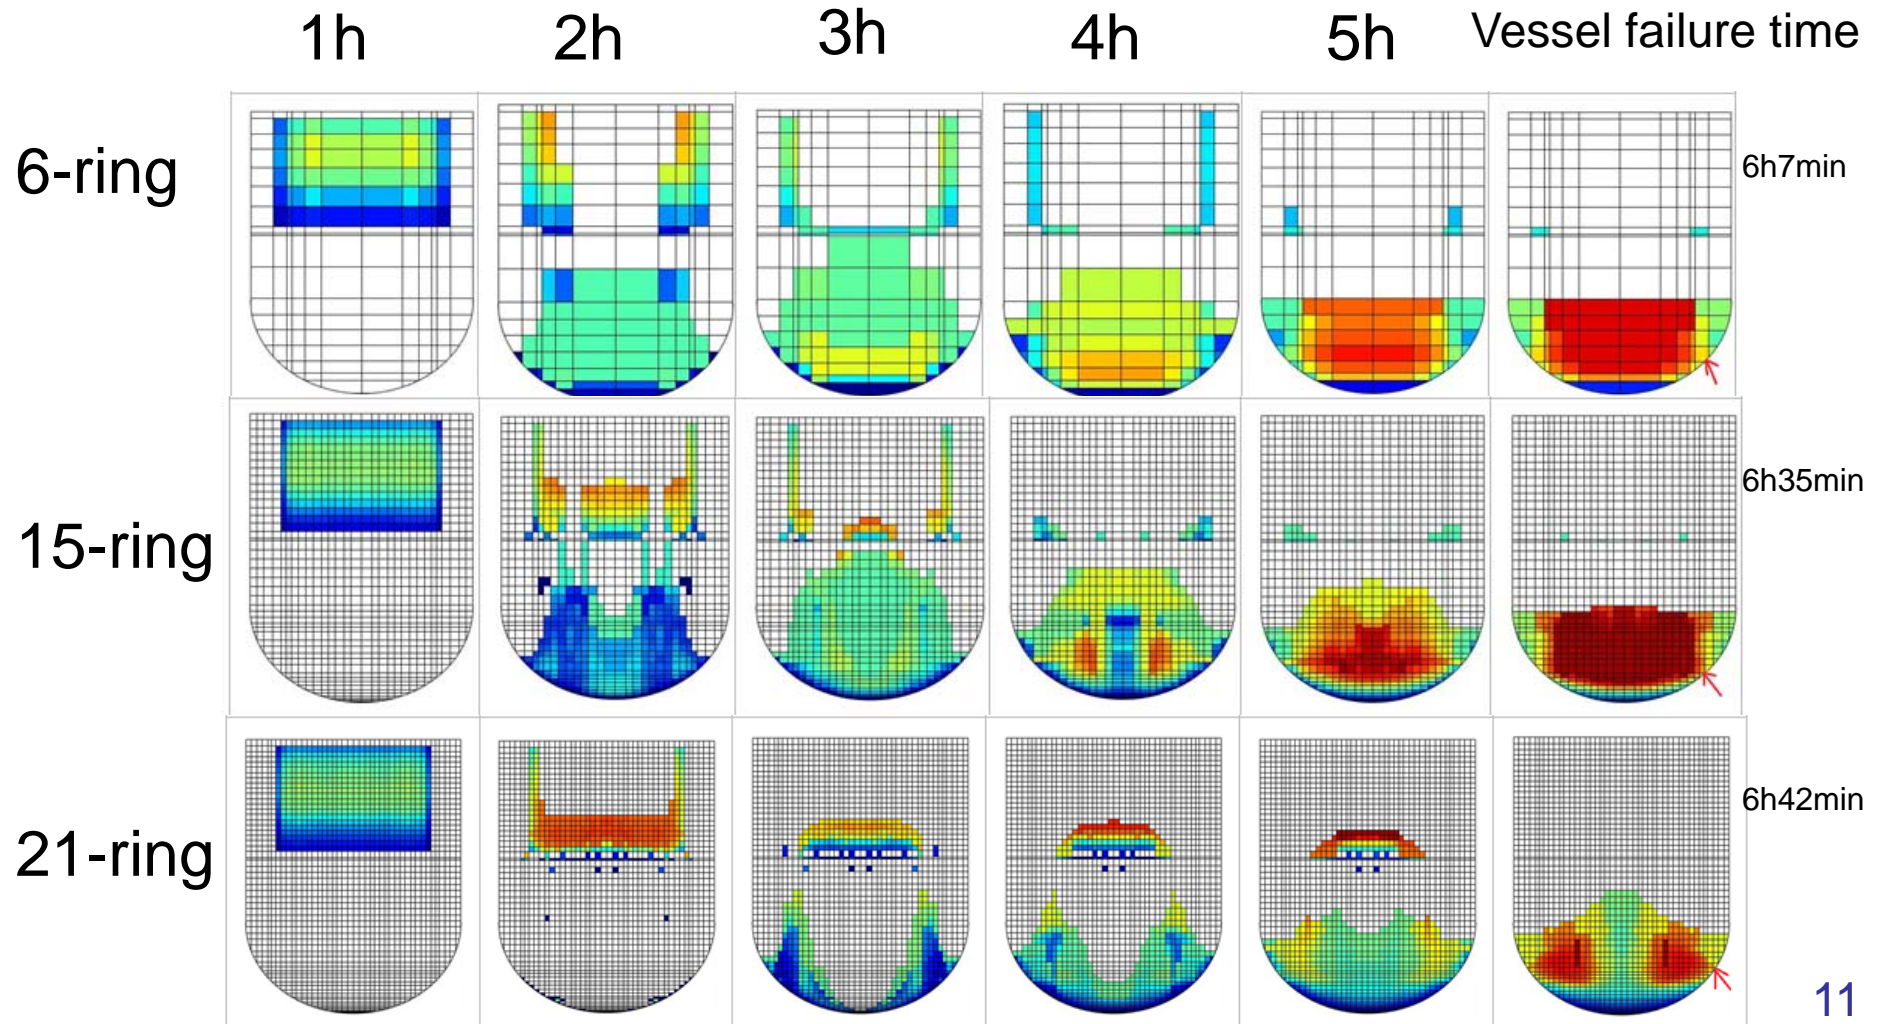 1h 2h 3h 4h 5h Vessel failure time
6-ring
6h7min
15-ring
6h35min
21-ring
6h42min
11